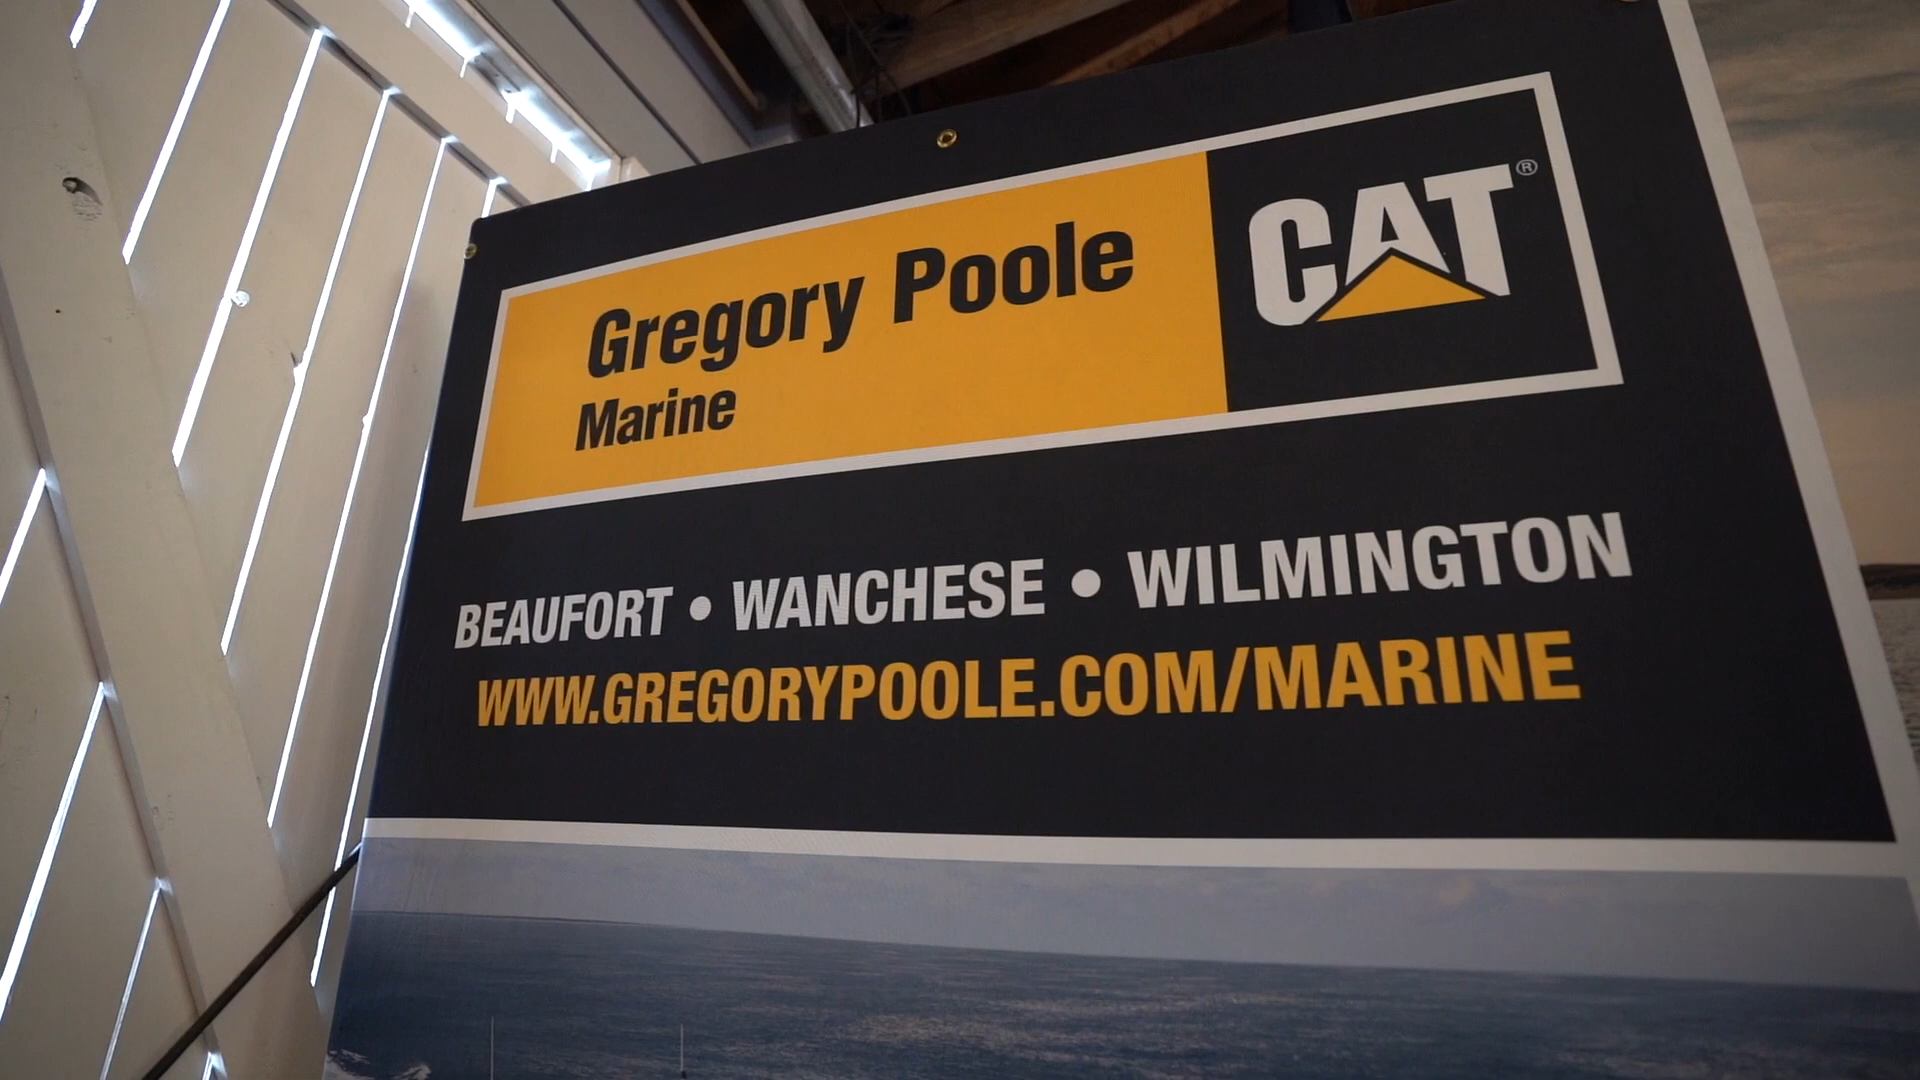 Gregory Poole
Marine
CAT®
BEAUFORT • WANCHESE • WILMINGTON
WWW.GREGORYPOOLE.COM/MARINE